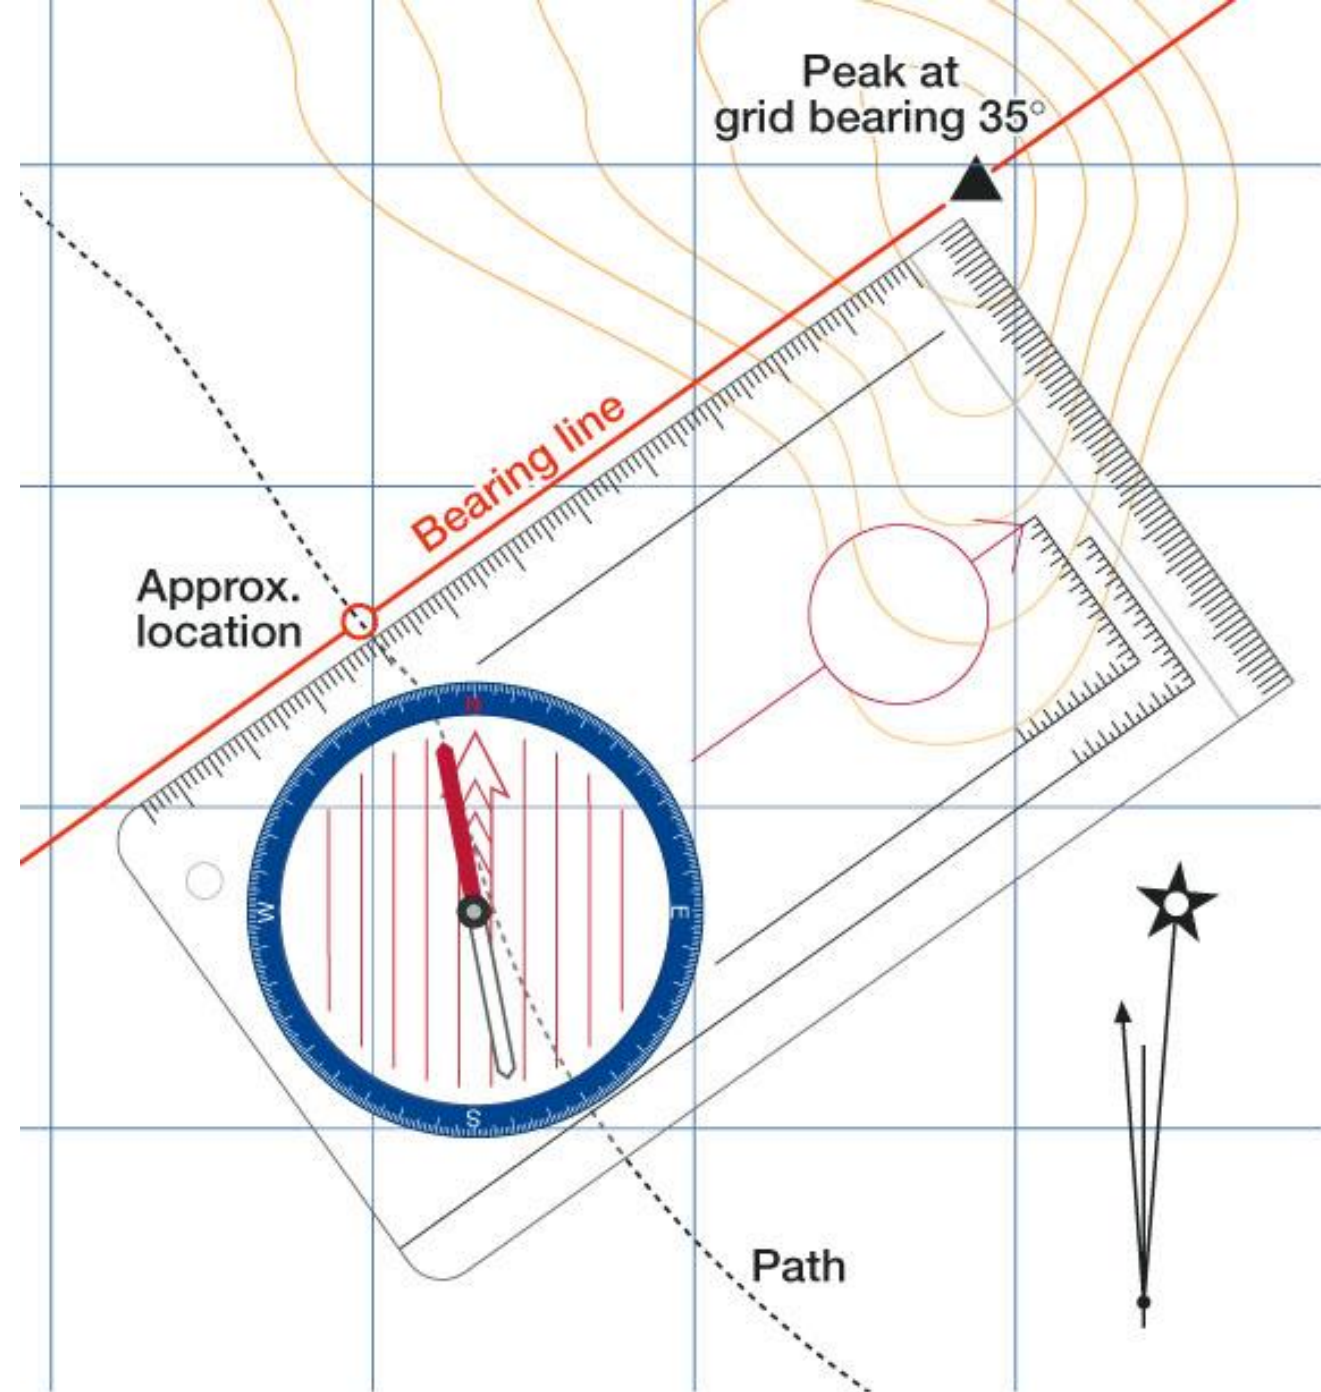 Peak at
grid bearing 35°
Bearing line
Approx.
location
N
W
E
S
Path